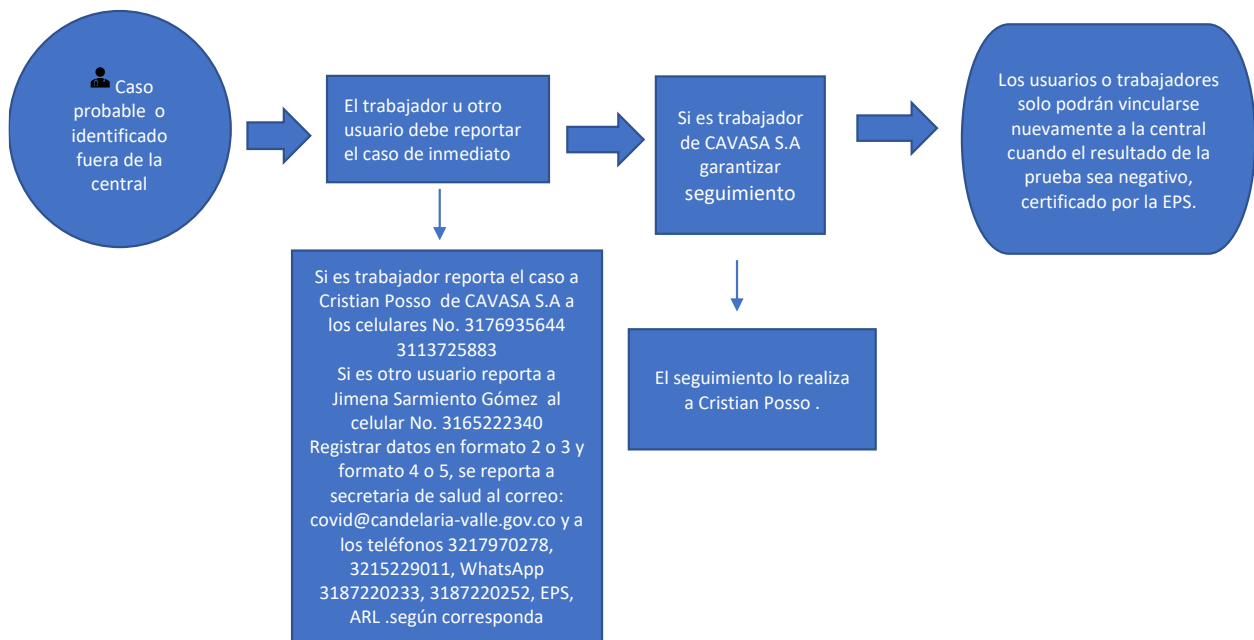 Caso
probable o
identificado
fuera de la
central
El trabajador u otro
usuario debe reportar
el caso de inmediato
Si es trabajador
de CAVASA S.A
garantizar
seguimiento
Los usuarios o trabajadores
solo podrán vincularse
nuevamente a la central
cuando el resultado de la
prueba sea negativo,
certificado por la EPS.
Si es trabajador reporta el caso a
Cristian Posso de CAVASA S.A a
los celulares No. 3176935644
3113725883
Si es otro usuario reporta a
Jimena Sarmiento Gómez al
celular No. 3165222340
Registrar datos en formato 2 o 3 y
formato 4 o 5, se reporta a
secretaria de salud al correo:
covid@candelaria-valle.gov.co y a
los teléfonos 3217970278,
3215229011, WhatsApp
3187220233, 3187220252, EPS,
ARL .según corresponda
El seguimiento lo realiza
a Cristian Posso .